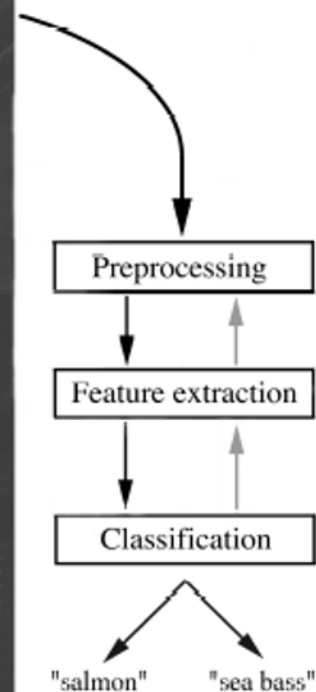 Preprocessing
Feature extraction
Classification
"salmon" "sea bass"